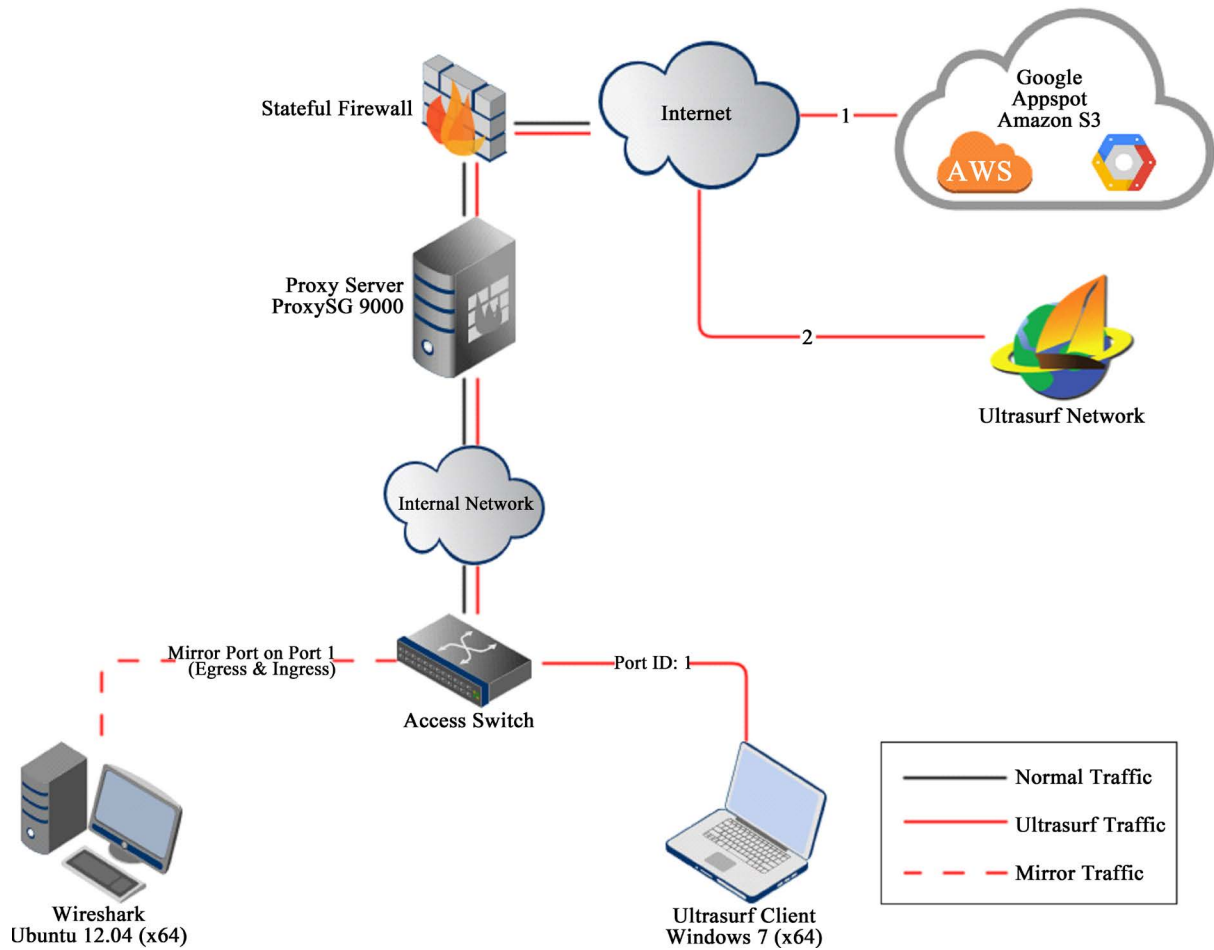 Stateful Firewall
Internet
1
Google
Appspot
Amazon S3
AWS
Proxy Server
ProxySG 9000
2
Ultrasurf Network
Internal Network
Mirror Port on Port 1
(Egress & Ingress)
Port ID: 1
Access Switch
Normal Traffic
Ultrasurf Traffic
Mirror Traffic
Wireshark
Ubuntu 12.04 (x64)
Ultrasurf Client
Windows 7 (x64)